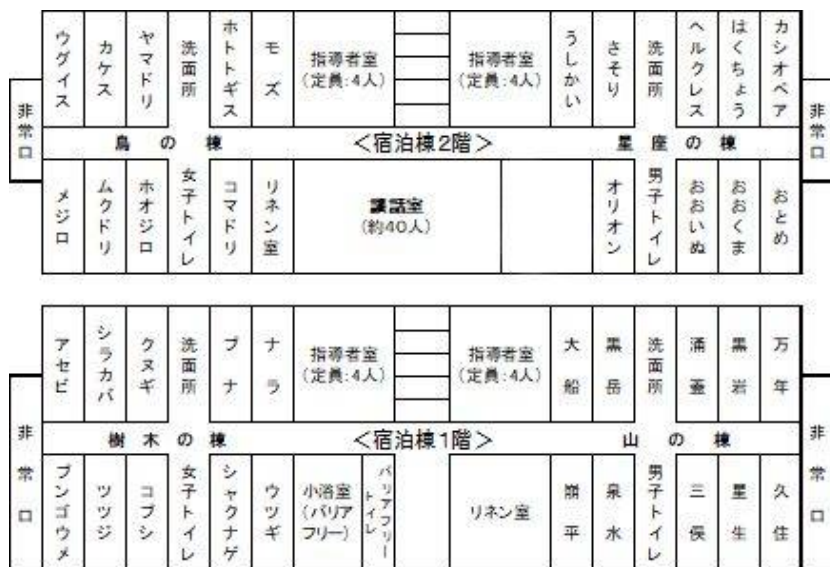 ウグイス
カケス
ヤマドリ
洗面所
ホトトギス
モズ
指導者室
(定員:4人)
指導者室
(定員:4人)
うしかい
さそり
洗面所
ヘルクレス
はくちょう
カシオペア
非常口
鳥の棟
<宿泊棟2階>
星座の棟
非常口
メジロ
ムクドリ
ホオジロ
女子トイレ
コマドリ
リネン室
談話室
(約40人)
オリオン
男子トイレ
おおいぬ
おおくま
おとめ
アセビ
シラカバ
クヌギ
洗面所
ブナ
ナラ
指導者室
(定員:4人)
指導者室
(定員:4人)
大船
黒岳
洗面所
涌蓋
黒岩
万年
非常口
樹木の棟
<宿泊棟1階>
山の棟
非常口
ブンゴウメ
ツツジ
コブシ
女子トイレ
シャクナゲ
ウツギ
小浴室
(バリア
フリー)
バリアフリー
トイレ
リネン室
崩平
泉水
男子トイレ
三俣
星生
久住